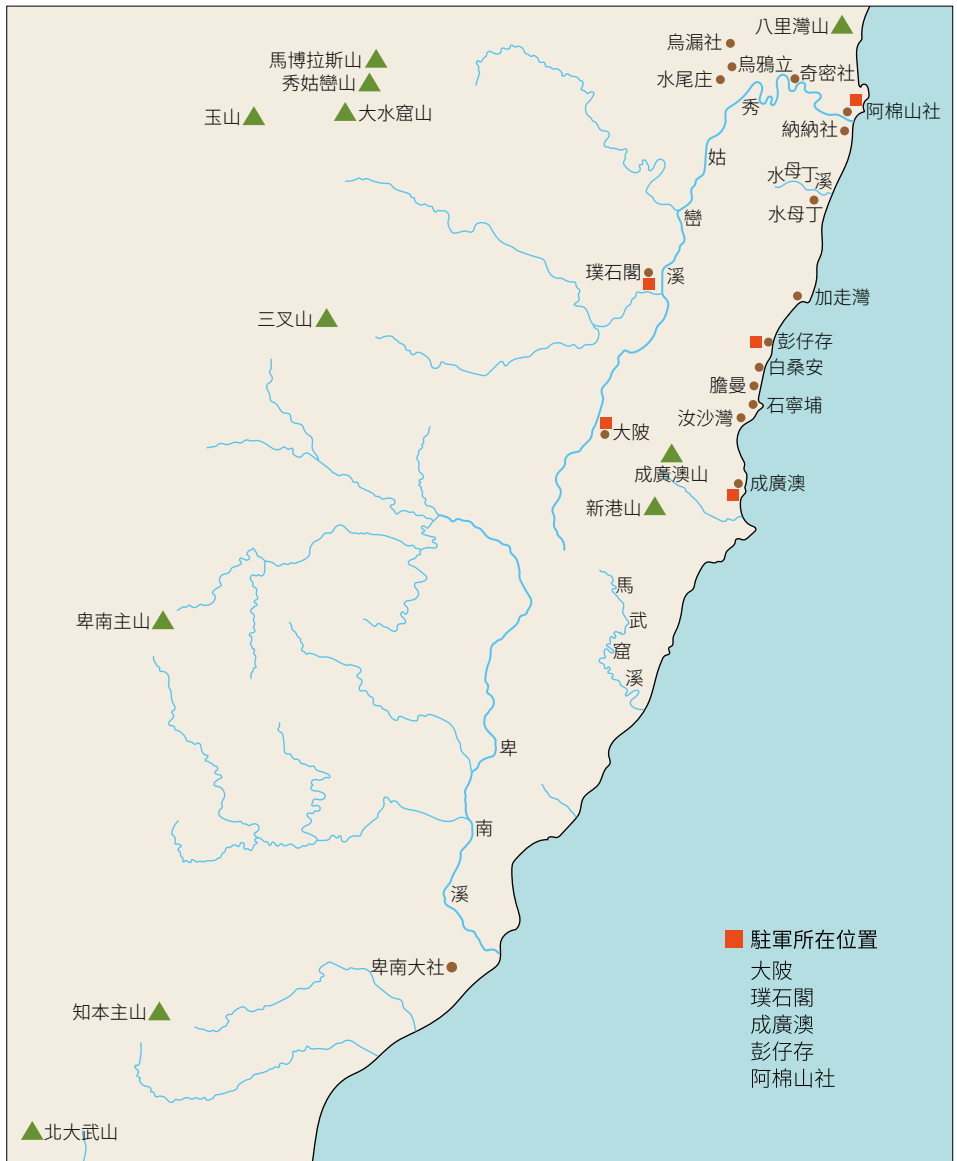 八里灣山
烏漏社
馬博拉斯山
烏鴉立
奇密社
秀姑巒山
水尾庄
玉山
大水窟山
秀
姑
巒
溪
阿棉山社
納納社
水母丁溪
水母丁
璞石閣
加走灣
三叉山
彭仔存
白桑安
膽曼
石寧埔
汝沙灣
大陂
成廣澳山
成廣澳
新港山
馬
武
窟
溪
卑南主山
卑
南
溪
卑南大社
知本主山
北大武山
駐軍所在位置
大陂
璞石閣
成廣澳
彭仔存
阿棉山社